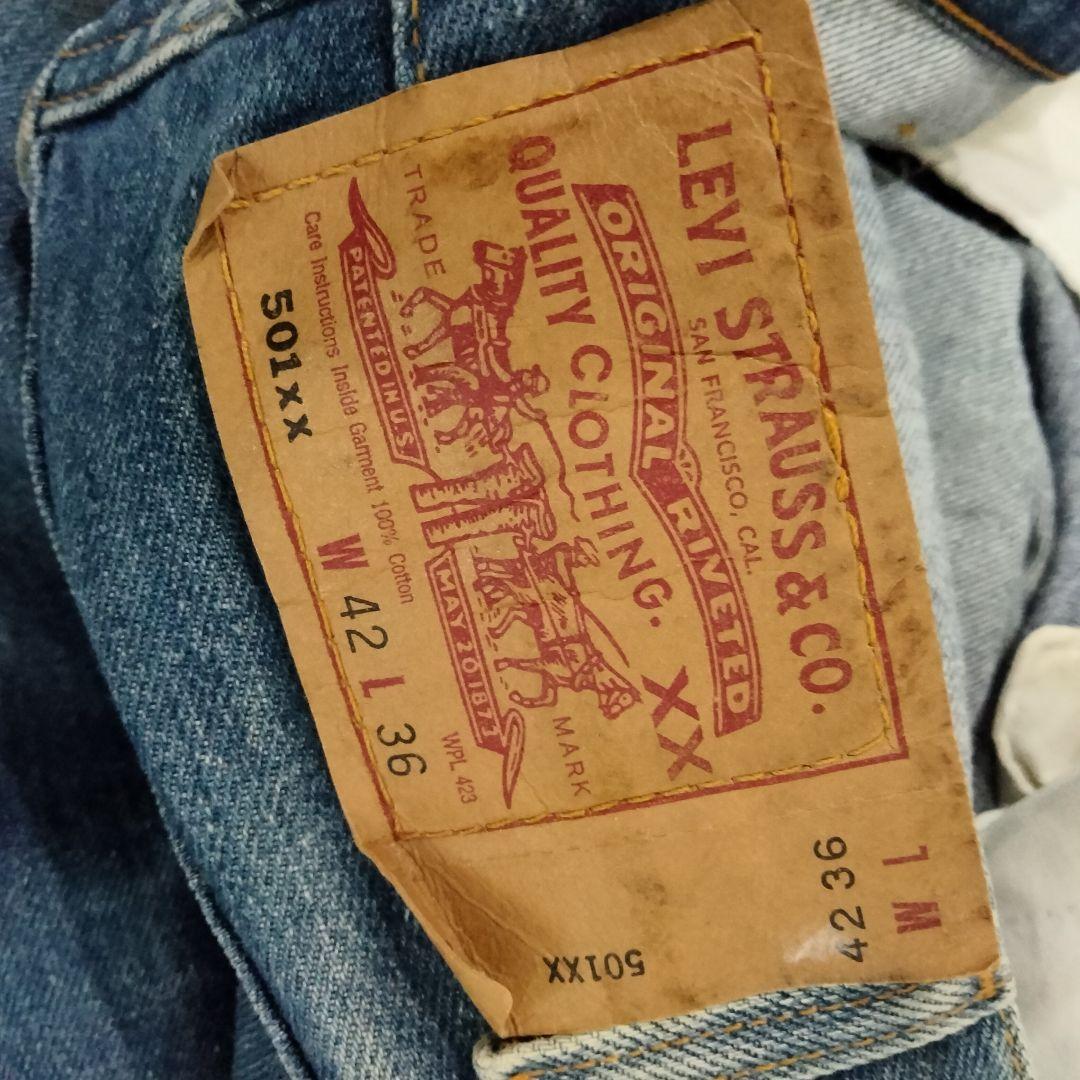 LEVI STRAUSS & CO.
SAN FRANCISCO, CAL.
ORIGINAL RIVETED
QUALITY CLOTHING. XX
TRADE MARK
PATENTED IN U.S. MAY 20 1873
Care Instructions Inside Garment 100% Cotton WPL 423
501xx W 42 L 36
W L
42 36
501XX